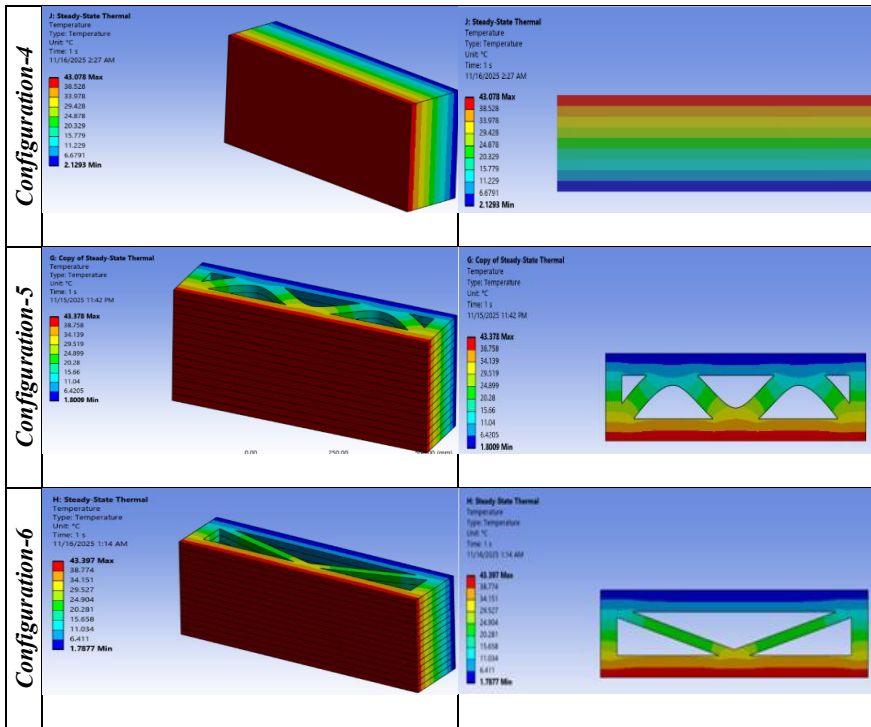 Configuration-4
J: Steady-State Thermal
Temperature
Type: Temperature
Unit: °C
Time: 1 s
11/16/2025 2:27 AM
43.078 Max
38.528
33.978
29.428
24.878
20.329
15.779
11.229
6.6791
2.1293 Min
J: Steady-State Thermal
Temperature
Type: Temperature
Unit: °C
Time: 1 s
11/16/2025 2:27 AM
43.078 Max
38.528
33.978
29.428
24.878
20.329
15.779
11.229
6.6791
2.1293 Min
Configuration-5
G: Copy of Steady-State Thermal
Temperature
Type: Temperature
Unit: °C
Time: 1 s
11/15/2025 11:42 PM
43.378 Max
38.758
34.139
29.519
24.899
20.28
15.66
11.04
6.4205
1.8009 Min
0.00 250.00 (mm)
G: Copy of Steady-State Thermal
Temperature
Type: Temperature
Unit: °C
Time: 1 s
11/15/2025 11:42 PM
43.378 Max
38.758
34.139
29.519
24.899
20.28
15.66
11.04
6.4205
1.8009 Min
Configuration-6
H: Steady-State Thermal
Temperature
Type: Temperature
Unit: °C
Time: 1 s
11/16/2025 1:14 AM
43.397 Max
38.774
34.151
29.527
24.904
20.281
15.658
11.034
6.411
1.7877 Min
H: Steady-State Thermal
Temperature
Type: Temperature
Unit: °C
Time: 1 s
11/16/2025 1:14 AM
43.397 Max
38.774
34.151
29.527
24.904
20.281
15.658
11.034
6.411
1.7877 Min